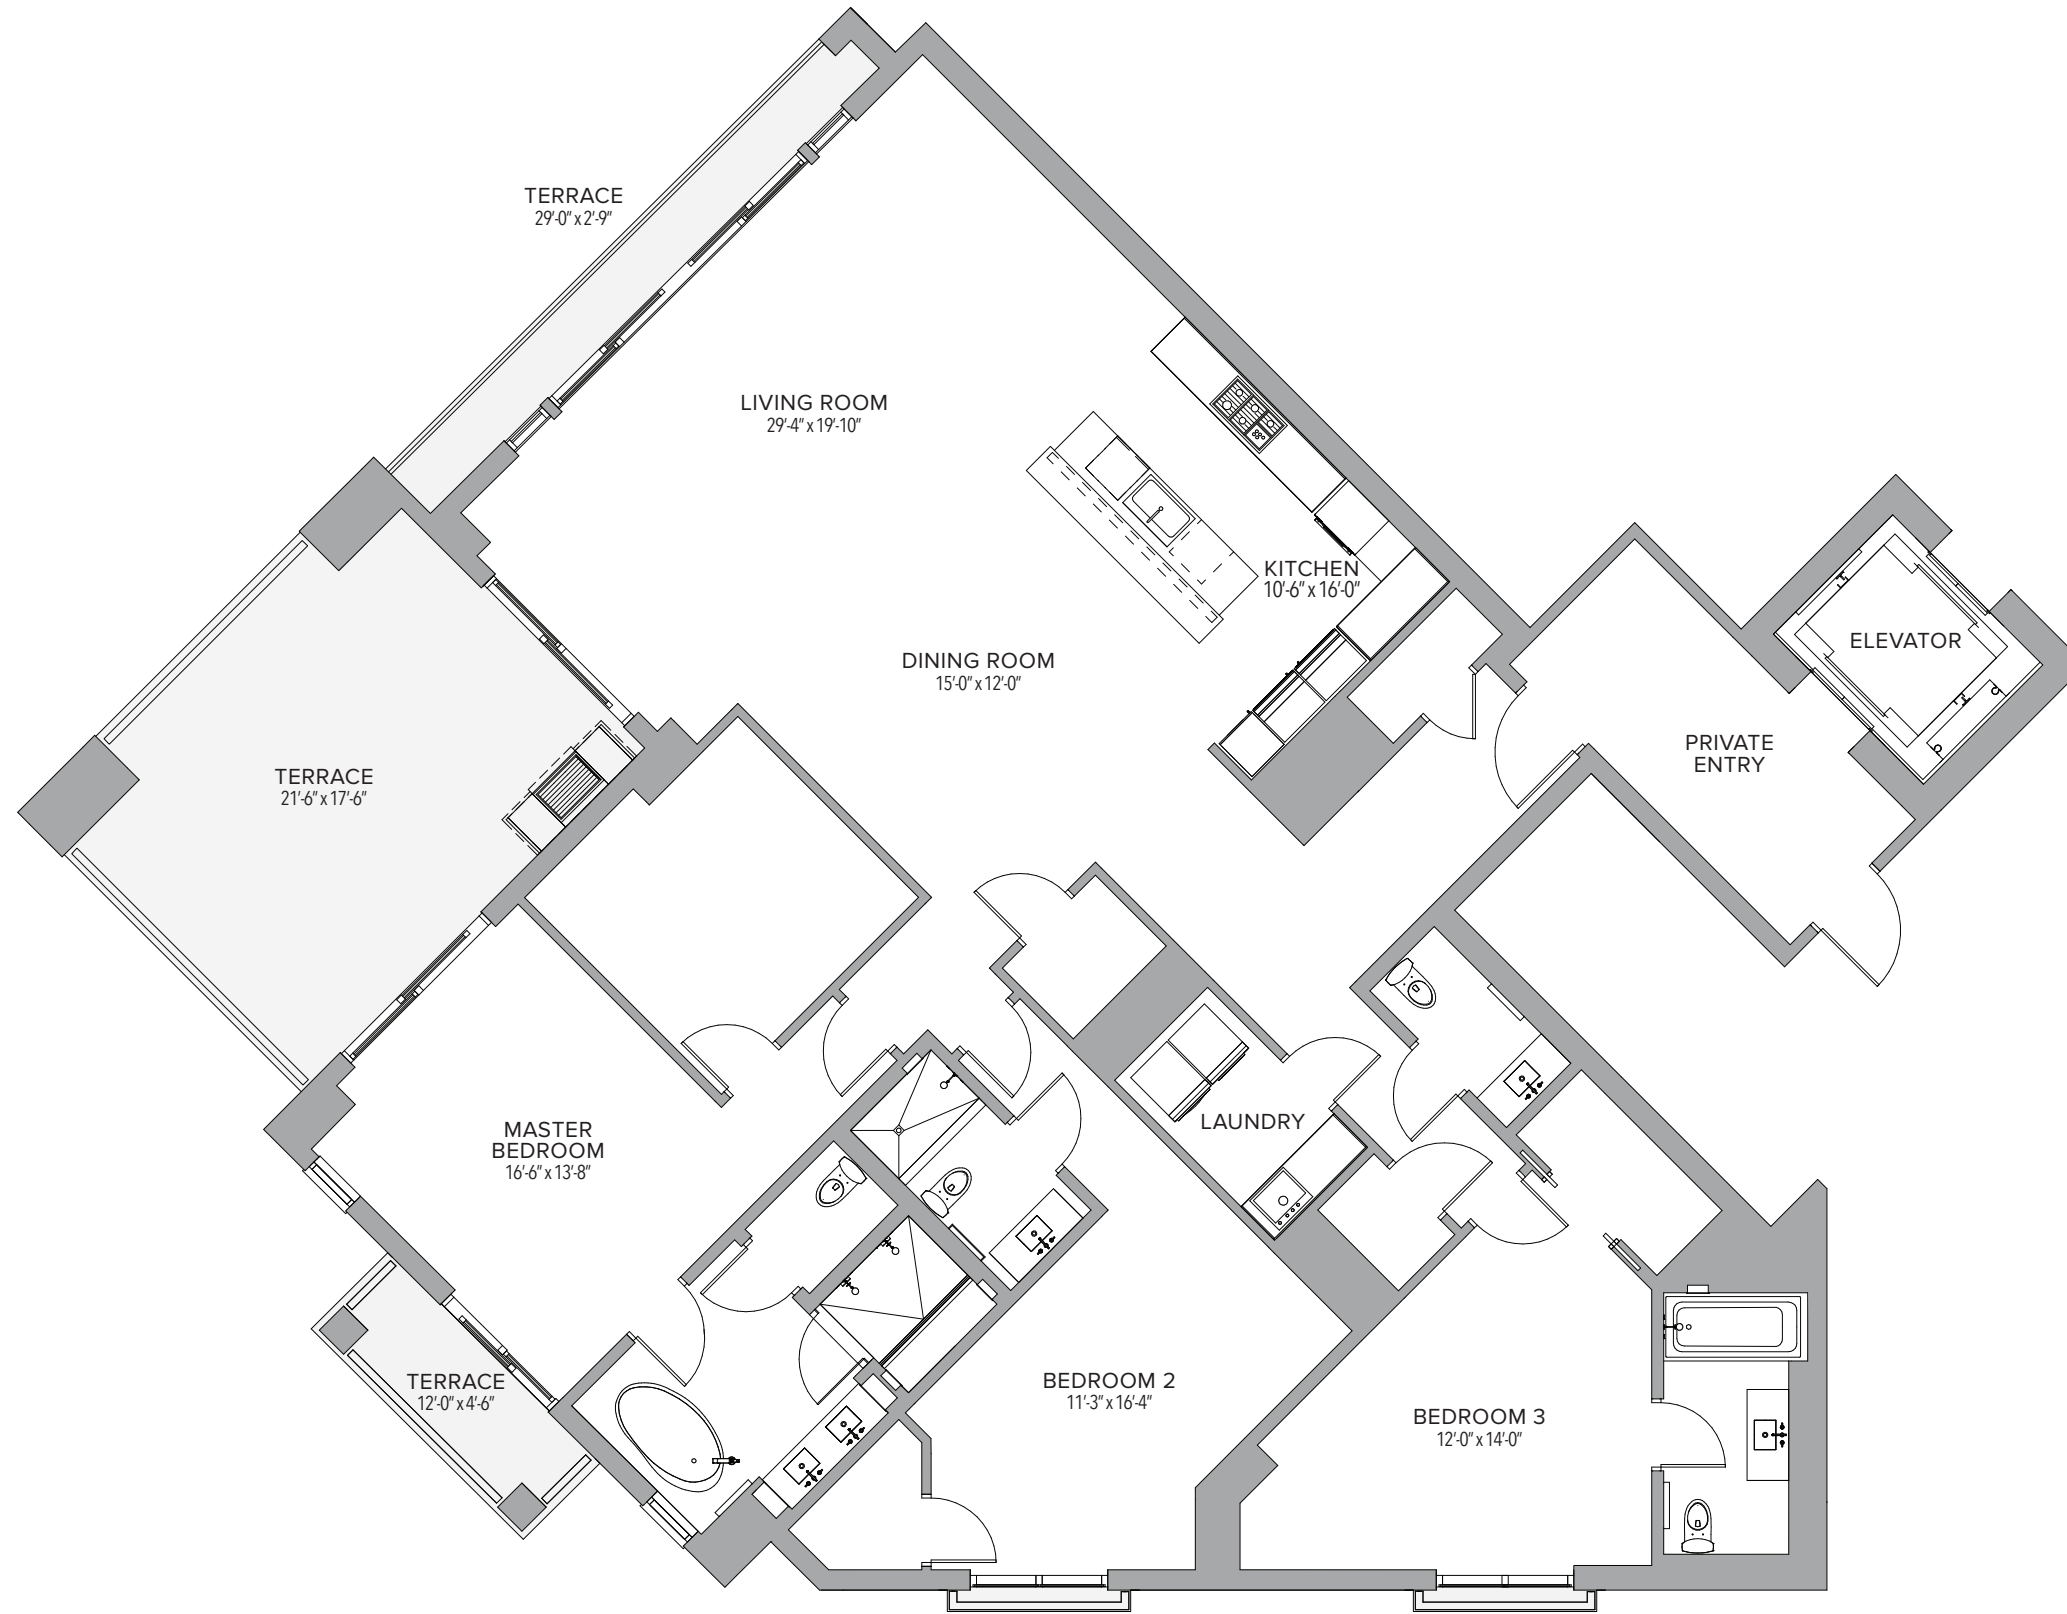 TERRACE
29'-0" x 2'-9"
LIVING ROOM
29'-4" x 19'-10"
KITCHEN
10'-6" x 16'-0"
ELEVATOR
DINING ROOM
15'-0" x 12'-0"
PRIVATE
ENTRY
TERRACE
21'-6" x 17'-6"
LAUNDRY
MASTER
BEDROOM
16'-6" x 13'-8"
TERRACE
12'-0" x 4'-6"
BEDROOM 2
11'-3" x 16'-4"
BEDROOM 3
12'-0" x 14'-0"